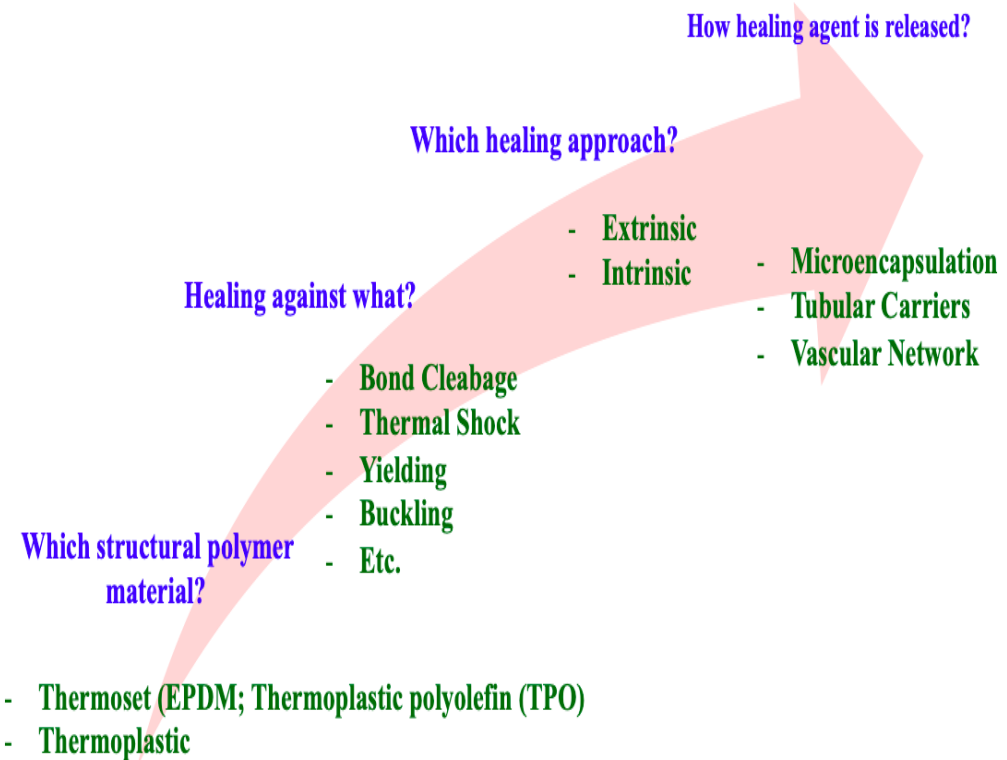 How healing agent is released?
Which healing approach?
- Extrinsic
- Intrinsic
- Microencapsulation
- Tubular Carriers
- Vascular Network
Healing against what?
- Bond Cleabage
- Thermal Shock
- Yielding
- Buckling
- Etc.
Which structural polymer
material?
- Thermoset (EPDM; Thermoplastic polyolefin (TPO)
- Thermoplastic